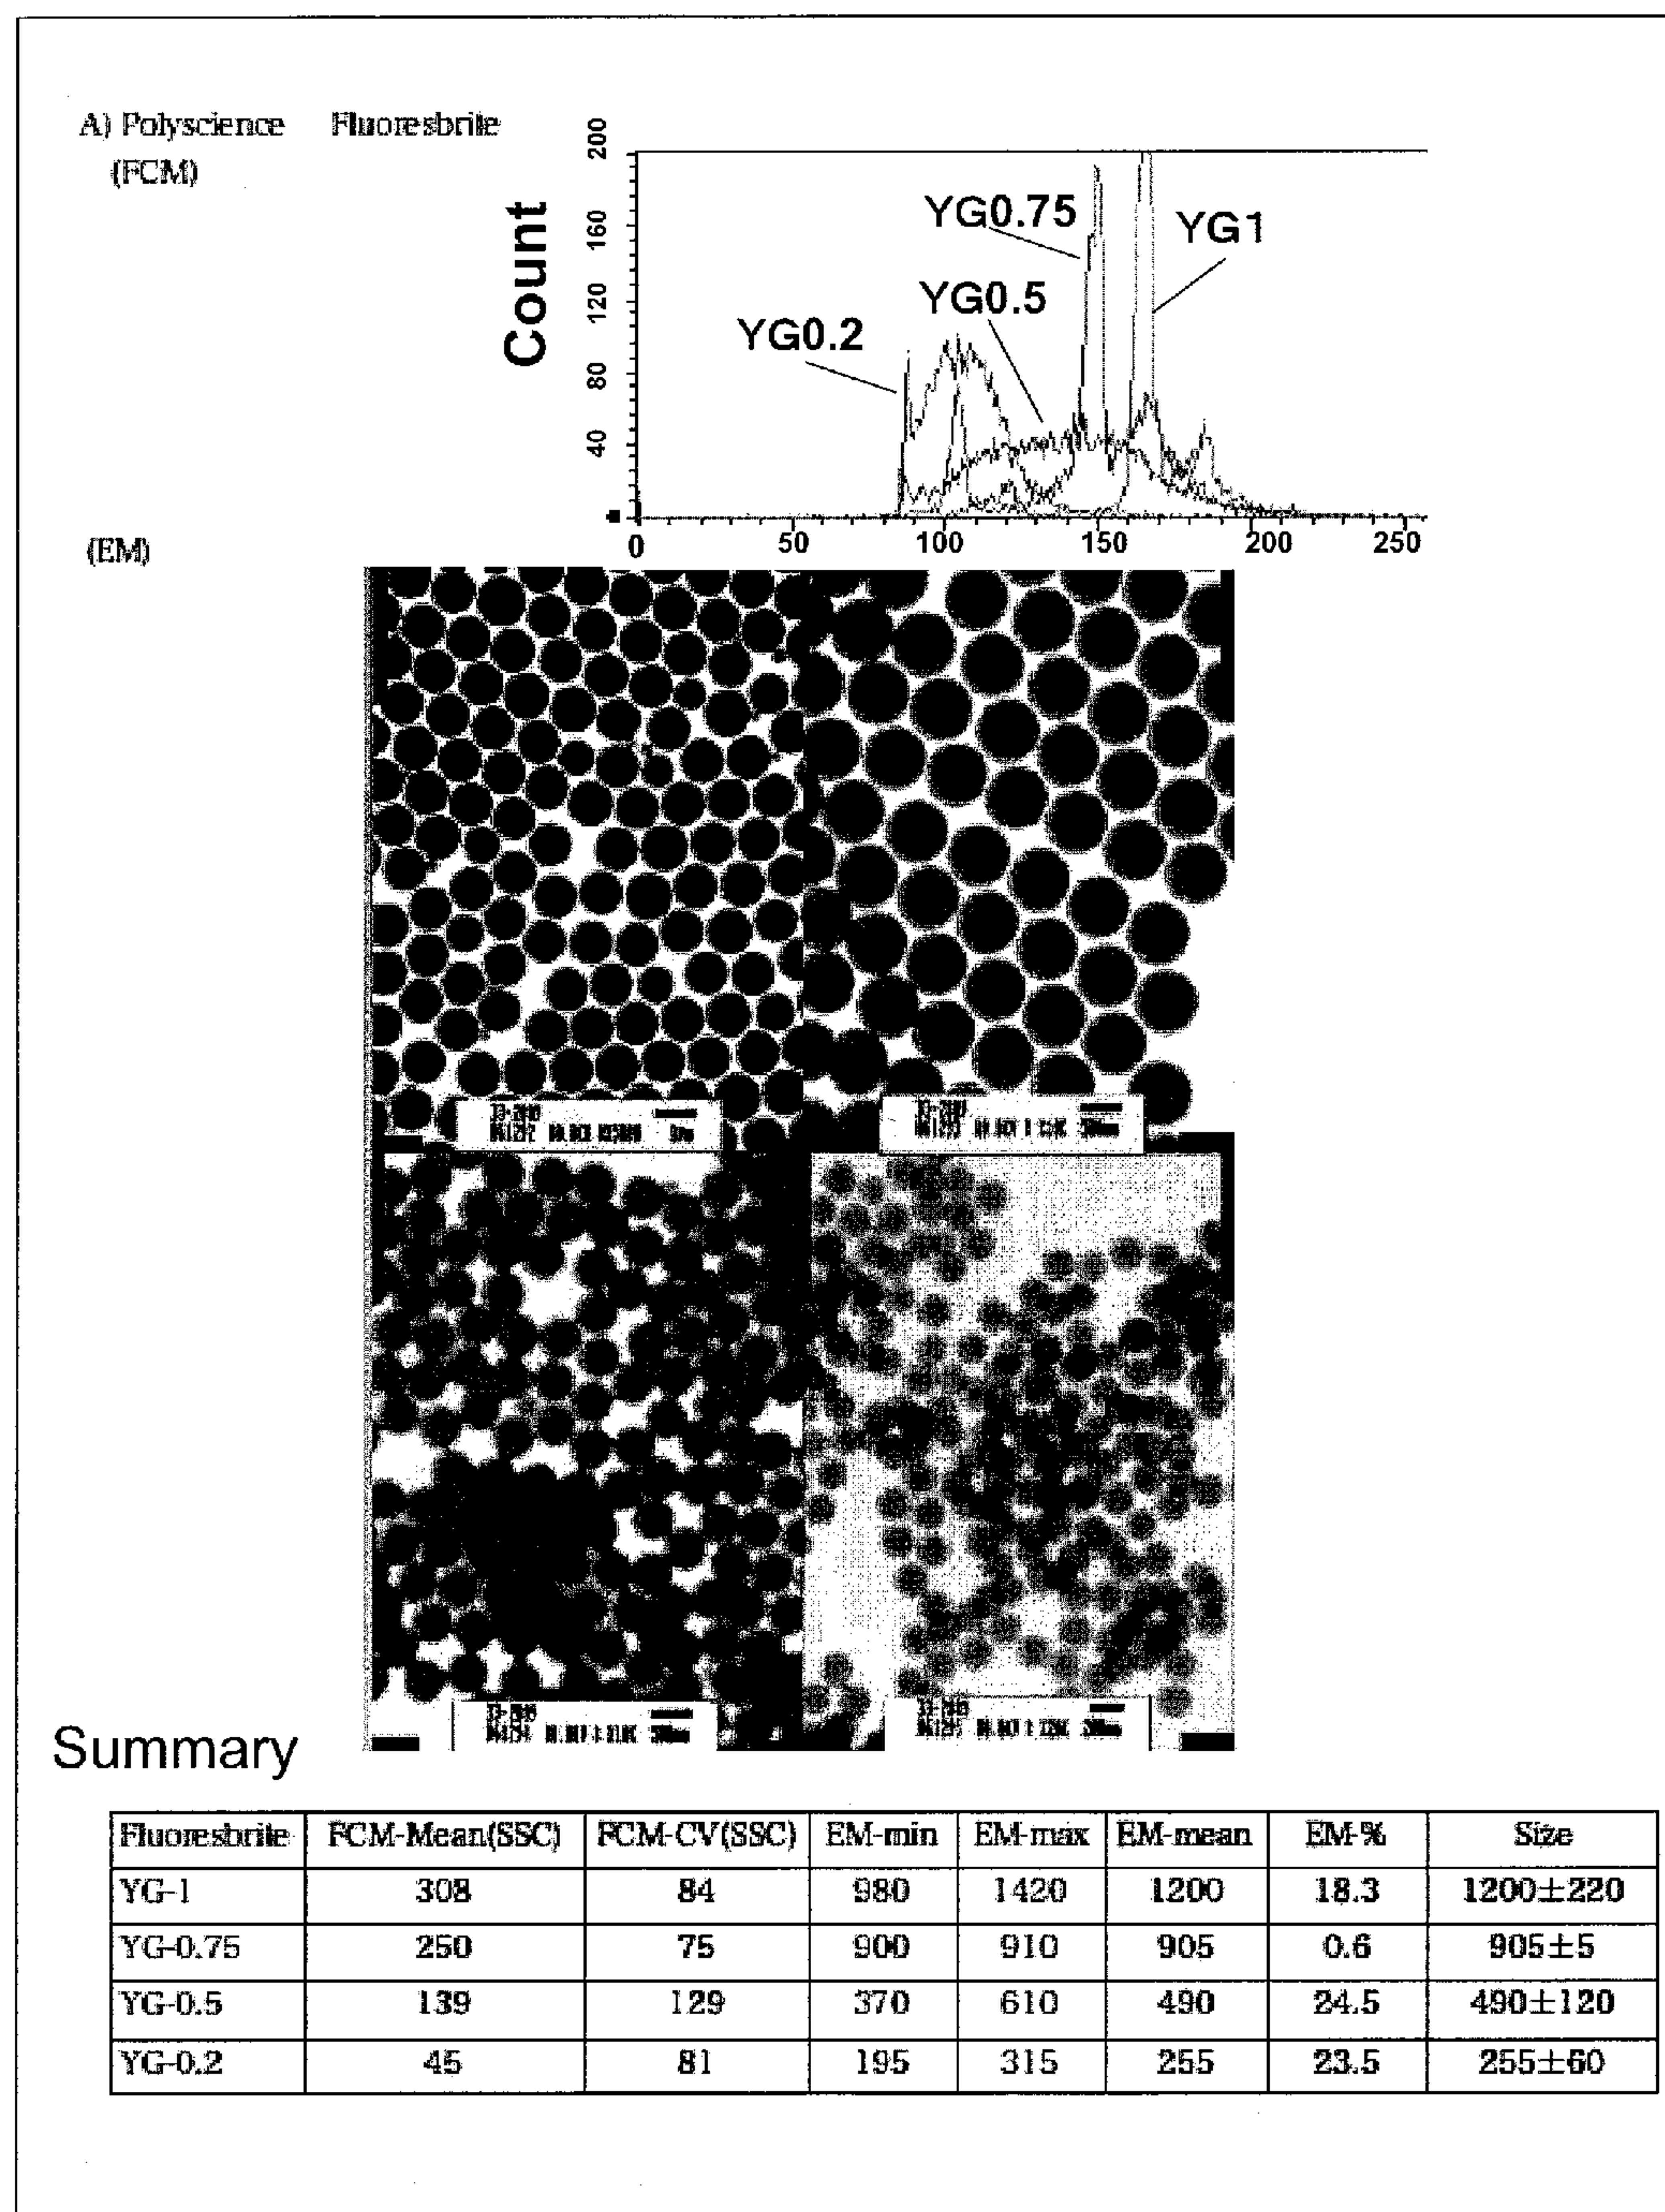 A) Polyscience Fluoresbrile
(FCM)
Count
200
160
120
80
40
YG0.2
YG0.5
YG0.75
YG1
0 50 100 150 200 250
(EM)
Summary
Fluoresbrile FCM-Mean(SSC) FCM-CV(SSC) EM-min EM-max EM-mean EM-% Size
YG-1 308 84 980 1420 1200 18.3 1200±220
YG-0.75 250 75 900 910 905 0.6 905±5
YG-0.5 139 129 370 610 490 24.5 490±120
YG-0.2 45 81 195 315 255 23.5 255±60